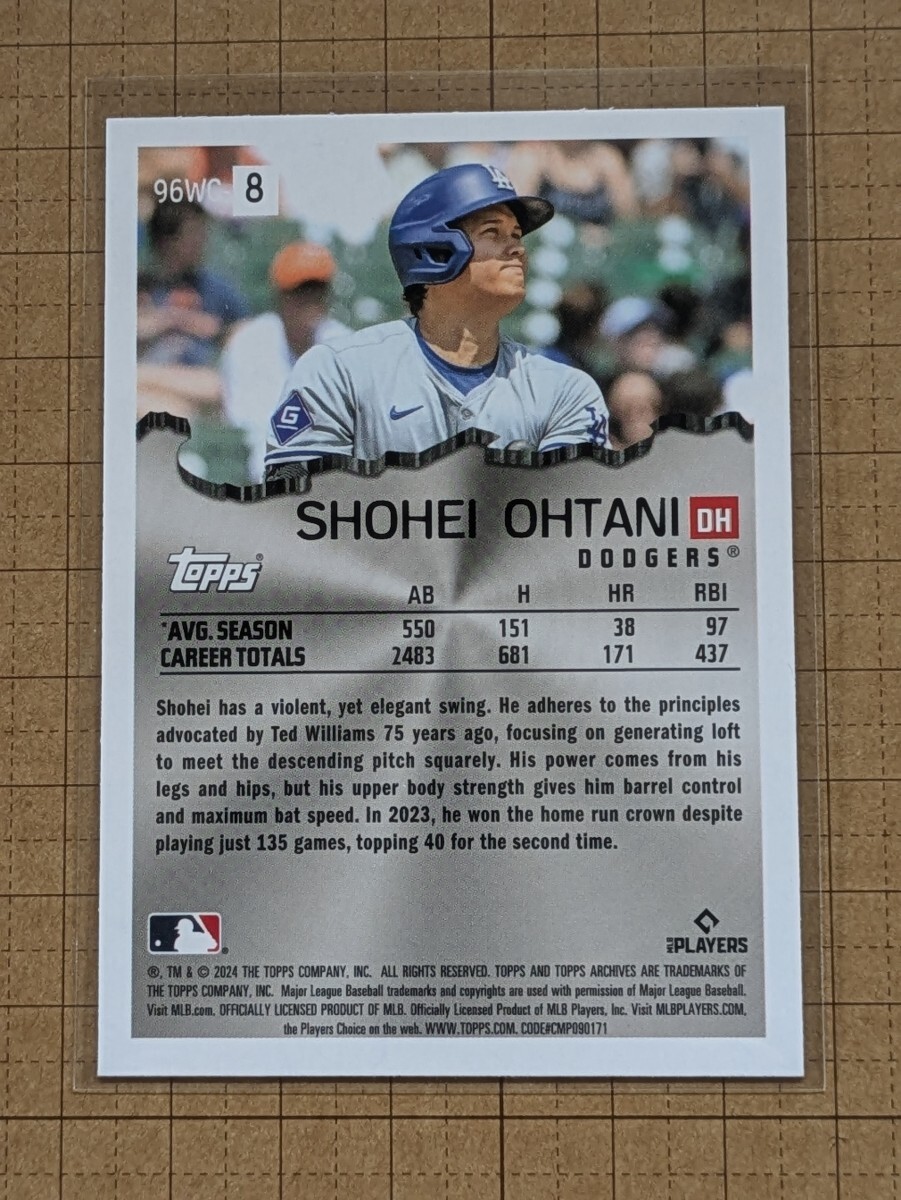 96WC- 8
LA
G
LA
SHOHEI OHTANI DH
DODGERS®
Topps®
AB H HR RBI
*AVG. SEASON 550 151 38 97
CAREER TOTALS 2483 681 171 437
Shohei has a violent, yet elegant swing. He adheres to the principles
advocated by Ted Williams 75 years ago, focusing on generating loft
to meet the descending pitch squarely. His power comes from his
legs and hips, but his upper body strength gives him barrel control
and maximum bat speed. In 2023, he won the home run crown despite
playing just 135 games, topping 40 for the second time.
MLB PLAYERS
®, TM & © 2024 THE TOPPS COMPANY, INC. ALL RIGHTS RESERVED. TOPPS AND TOPPS ARCHIVES ARE TRADEMARKS OF
THE TOPPS COMPANY, INC. Major League Baseball trademarks and copyrights are used with permission of Major League Baseball.
Visit MLB.com. OFFICIALLY LICENSED PRODUCT OF MLB. Officially Licensed Product of MLB Players, Inc. Visit MLBPLAYERS.COM,
the Players Choice on the web. WWW.TOPPS.COM. CODE#CMP090171